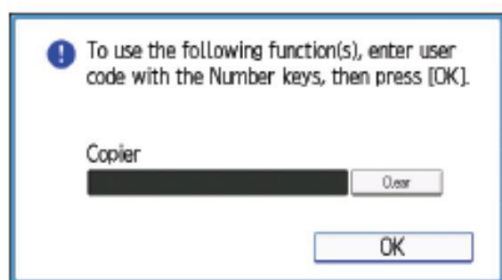 To use the following function(s), enter user
code with the Number keys, then press [OK].
Copier
Clear
OK